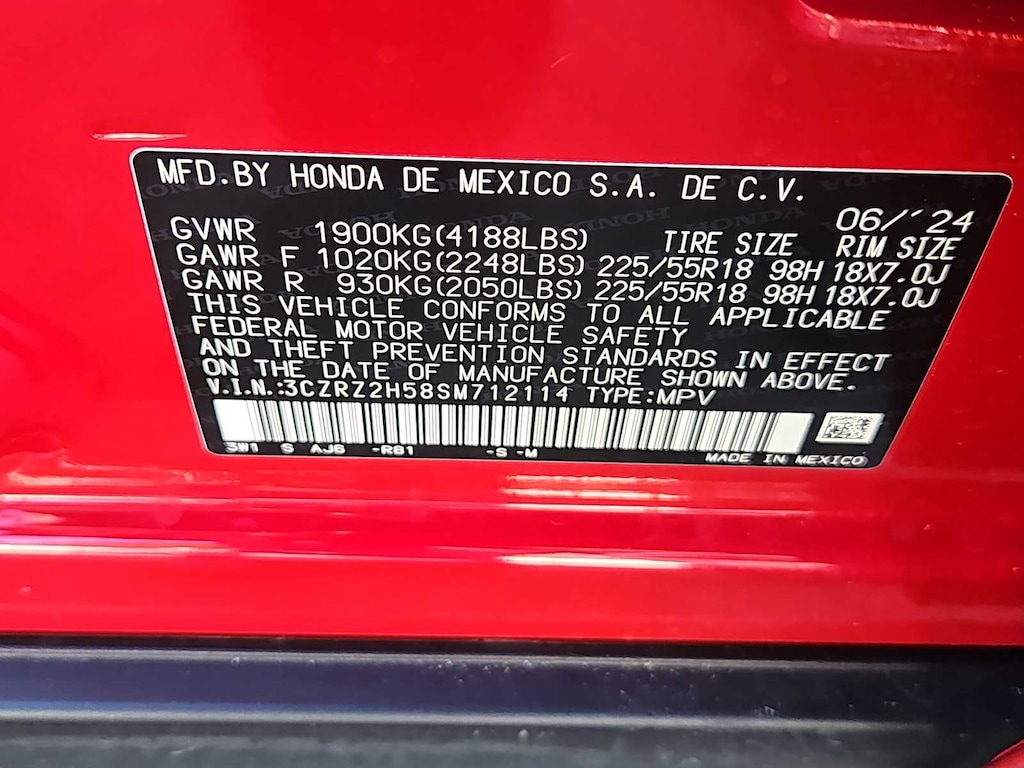 MFD.BY HONDA DE MEXICO S.A. DE C.V.
06/'24
GVWR 1900KG(4188LBS) TIRE SIZE RIM SIZE
GAWR F 1020KG(2248LBS) 225/55R18 98H 18X7.0J
GAWR R 930KG(2050LBS) 225/55R18 98H 18X7.0J
THIS VEHICLE CONFORMS TO ALL APPLICABLE
FEDERAL MOTOR VEHICLE SAFETY
AND THEFT PREVENTION STANDARDS IN EFFECT
ON THE DATE OF MANUFACTURE SHOWN ABOVE.
V.I.N.:3CZRZ2H58SM712114 TYPE:MPV
3W1 S AJ6 -R81 -S -M
MADE IN MEXICO